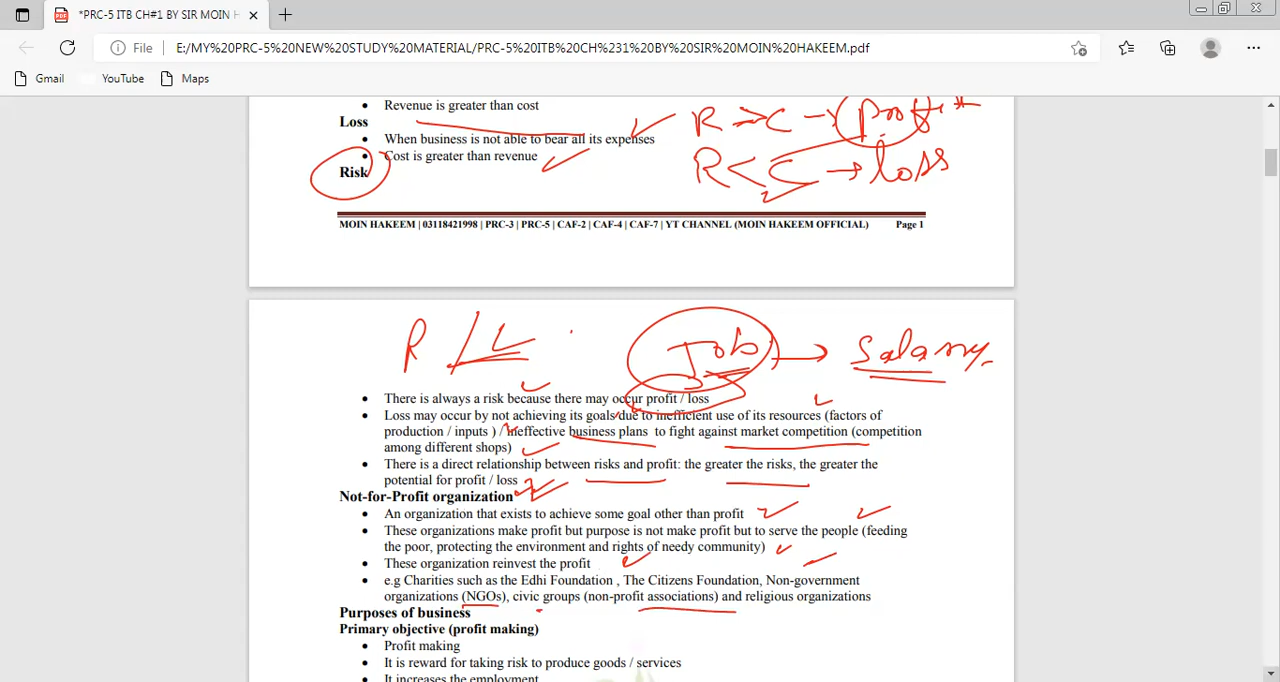 *PRC-5 ITB CH#1 BY SIR MOIN H
File
E:/MY%20PRC-5%20NEW%20STUDY%20MATERIAL/PRC-5%20ITB%20CH%231%20BY%20SIR%20MOIN%20HAKEEM.pdf
Gmail YouTube Maps
• Revenue is greater than cost
Loss
• When business is not able to bear all its expenses
• Cost is greater than revenue
Risk
R > C → Profit
R < C → loss
MOIN HAKEEM | 03118421998 | PRC-3 | PRC-5 | CAF-2 | CAF-4 | CAF-7 | YT CHANNEL (MOIN HAKEEM OFFICIAL) Page 1
R / L Job → Salary
• There is always a risk because there may occur profit / loss
• Loss may occur by not achieving its goals due to inefficient use of its resources (factors of
production / inputs ) / ineffective business plans to fight against market competition (competition
among different shops)
• There is a direct relationship between risks and profit: the greater the risks, the greater the
potential for profit / loss
Not-for-Profit organization
• An organization that exists to achieve some goal other than profit
• These organizations make profit but purpose is not make profit but to serve the people (feeding
the poor, protecting the environment and rights of needy community)
• These organization reinvest the profit
• e.g Charities such as the Edhi Foundation , The Citizens Foundation, Non-government
organizations (NGOs), civic groups (non-profit associations) and religious organizations
Purposes of business
Primary objective (profit making)
• Profit making
• It is reward for taking risk to produce goods / services
• It increases the employment